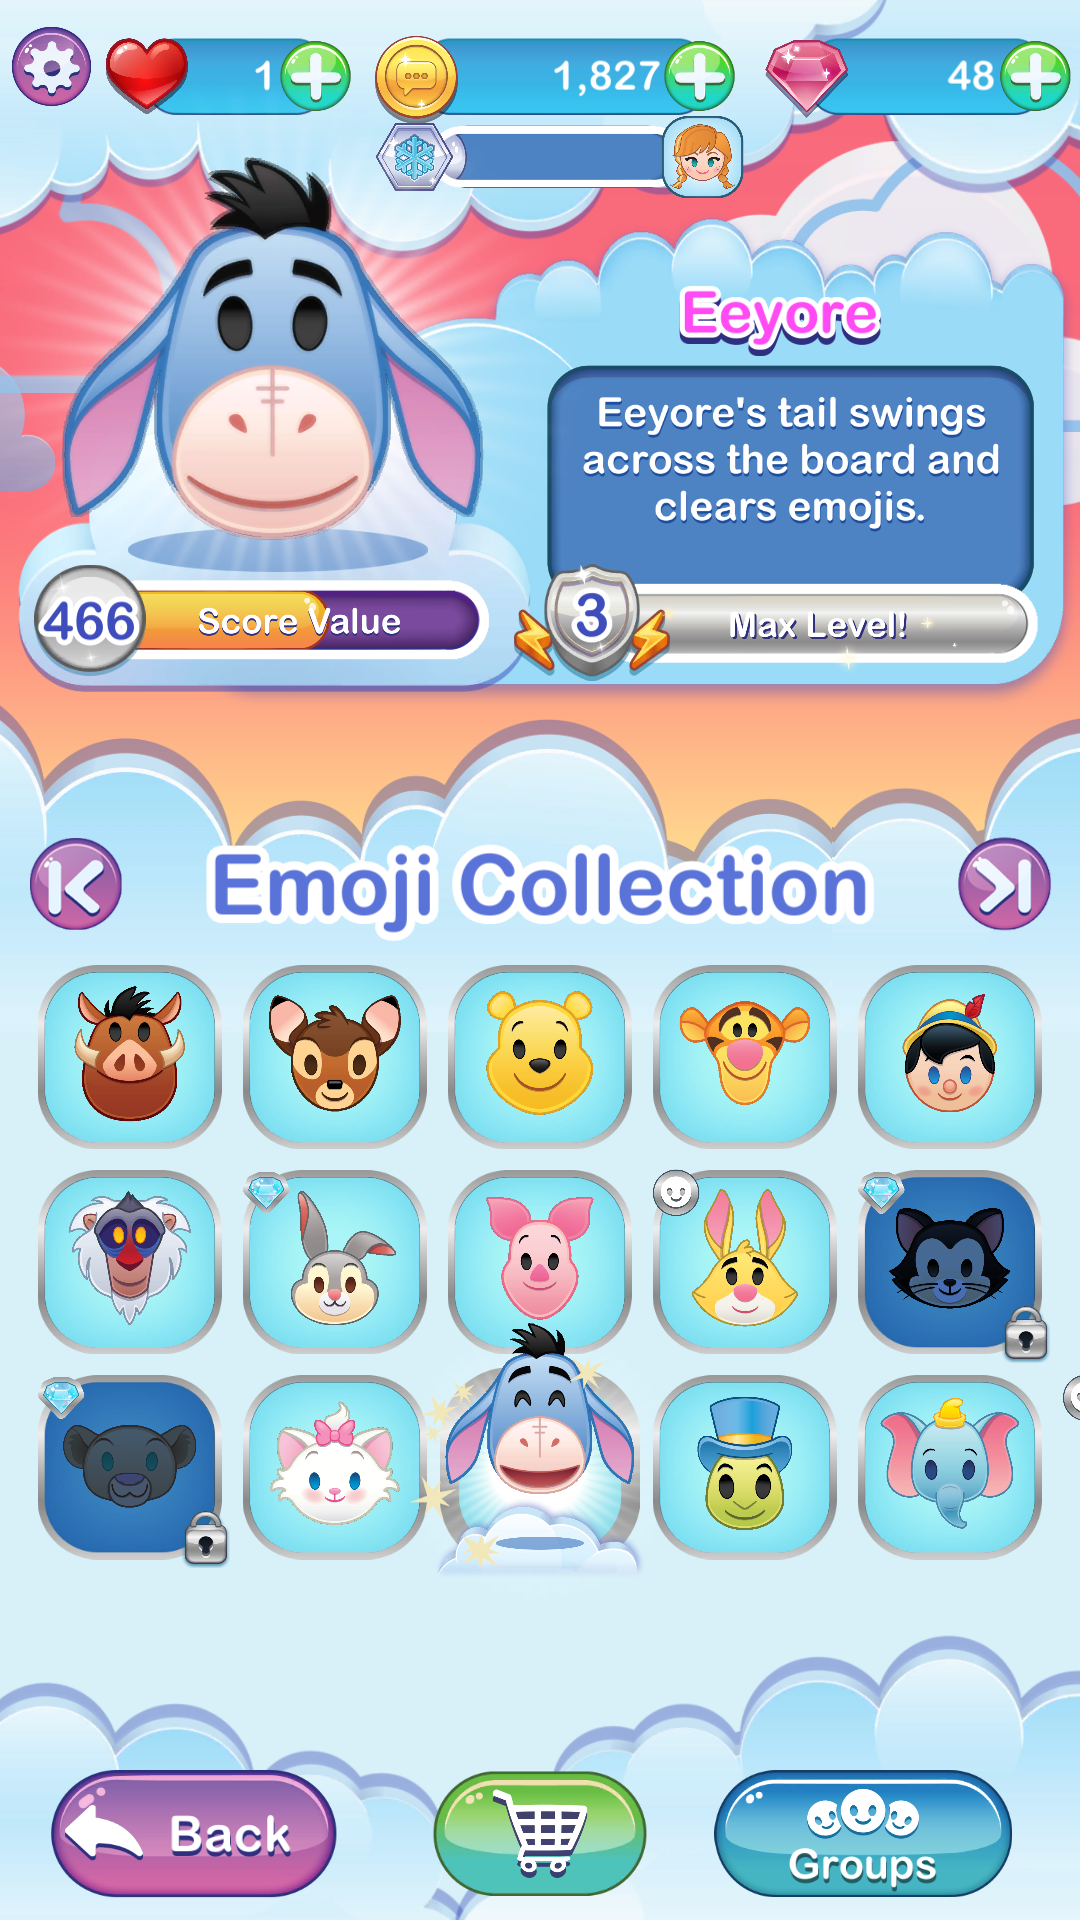 1
1,827
48
Eeyore
Eeyore's tail swings
across the board and
clears emojis.
466
Score Value
3
Max Level!
Emoji Collection
Back
Groups